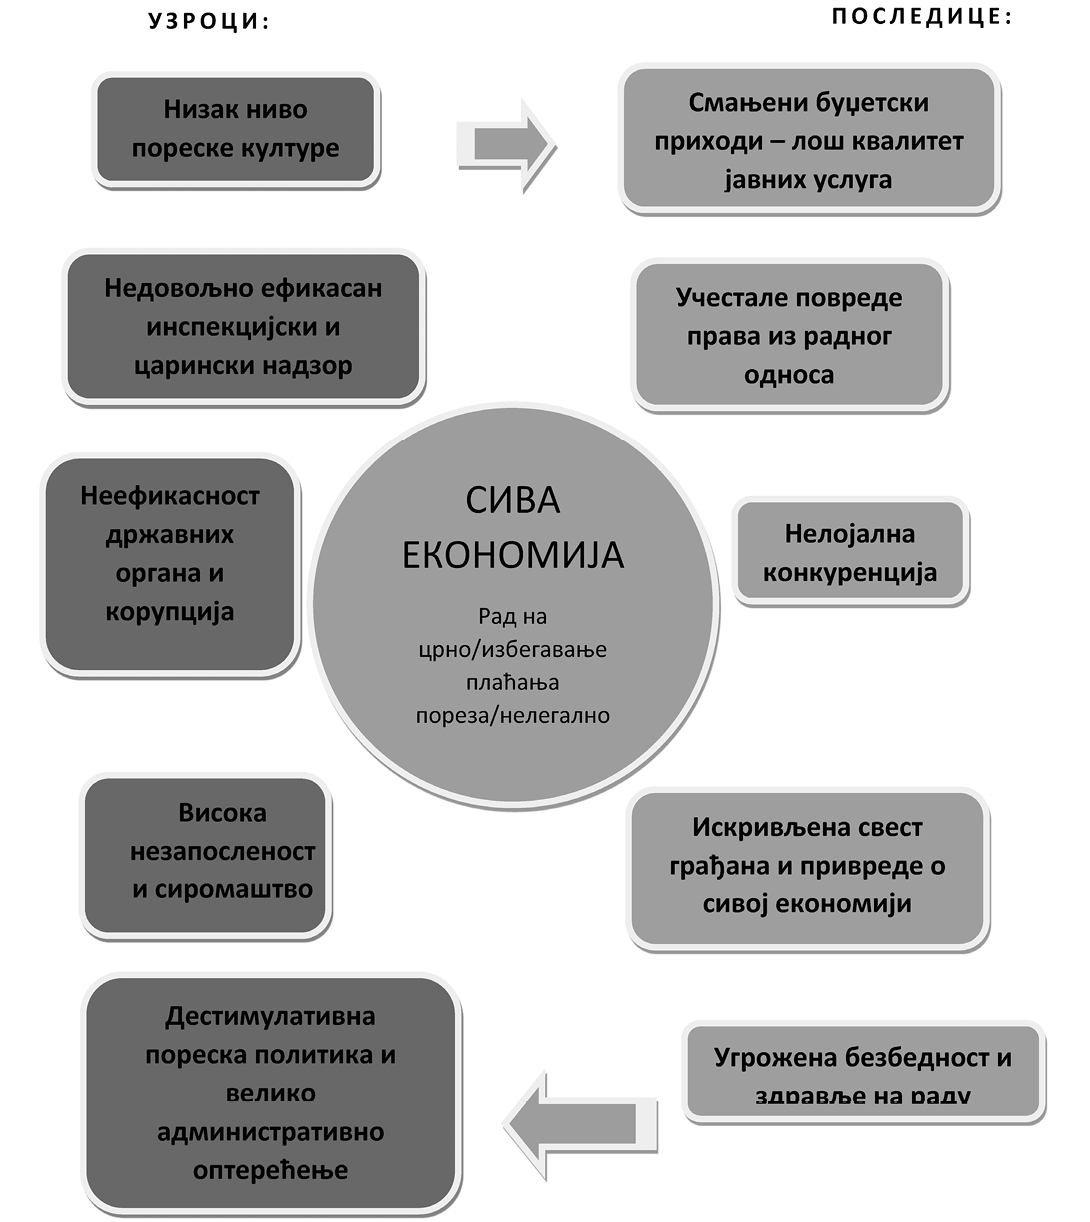 УЗРОЦИ:
ПОСЛЕДИЦЕ:
Низак ниво
пореске културе
Смањени буџетски
приходи – лош квалитет
јавних услуга
Недовољно ефикасан
инспекцијски и
царински надзор
Учестале повреде
права из радног
односа
Неефикасност
државних
органа и
корупција
СИВА
ЕКОНОМИЈА
Рад на
црно/избегавање
плаћања
пореза/нелегално
Нелојална
конкуренција
Висока
незапосленост
и сиромаштво
Искривљена свест
грађана и привреде о
сивој економији
Дестимулативна
пореска политика и
велико
административно
оптерећење
Угрожена безбедност и
здравље на раду